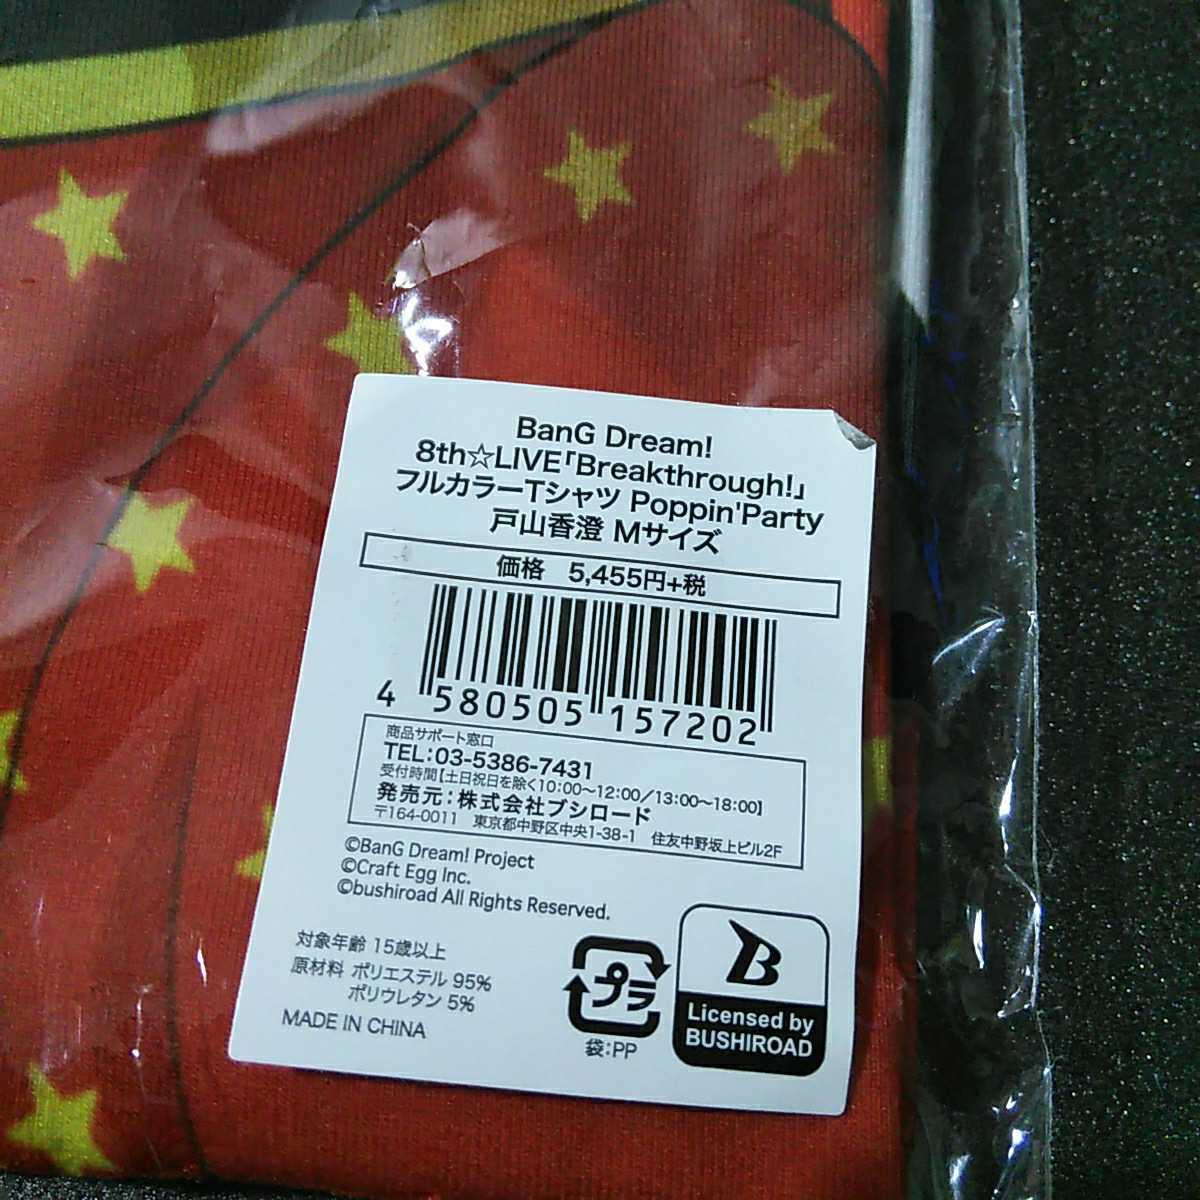 BanG Dream!
8th☆LIVE「Breakthrough!」
フルカラーTシャツ Poppin'Party
戸山香澄 Mサイズ
価格 5,455円+税
4 580505 157202
商品サポート窓口
TEL:03-5386-7431
受付時間【土日祝日を除く10:00～12:00／13:00～18:00】
発売元:株式会社ブシロード
〒164-0011 東京都中野区中央1-38-1 住友中野坂上ビル2F
©BanG Dream! Project
©Craft Egg Inc.
©bushiroad All Rights Reserved.
対象年齢 15歳以上
原材料 ポリエステル 95%
ポリウレタン 5%
MADE IN CHINA
プラ
袋:PP
B
Licensed by
BUSHIROAD